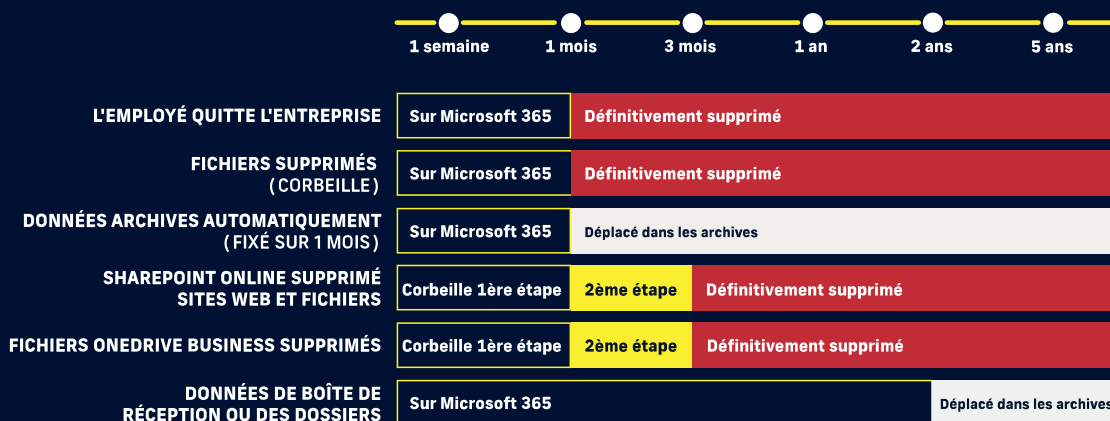 1 semaine 1 mois 3 mois 1 an 2 ans 5 ans
L'EMPLOYÉ QUITTE L'ENTREPRISE Sur Microsoft 365 Définitivement supprimé
FICHIERS SUPPRIMÉS
(CORBEILLE) Sur Microsoft 365 Définitivement supprimé
DONNÉES ARCHIVES AUTOMATIQUEMENT
(FIXÉ SUR 1 MOIS) Sur Microsoft 365 Déplacé dans les archives
SHAREPOINT ONLINE SUPPRIMÉ
SITES WEB ET FICHIERS Corbeille 1ère étape 2ème étape Définitivement supprimé
FICHIERS ONEDRIVE BUSINESS SUPPRIMÉS Corbeille 1ère étape 2ème étape Définitivement supprimé
DONNÉES DE BOÎTE DE
RÉCEPTION OU DES DOSSIERS Sur Microsoft 365 Déplacé dans les archives